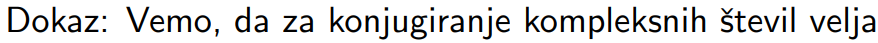 Dokaz: Vemo, da za konjugiranje kompleksnih števil velja